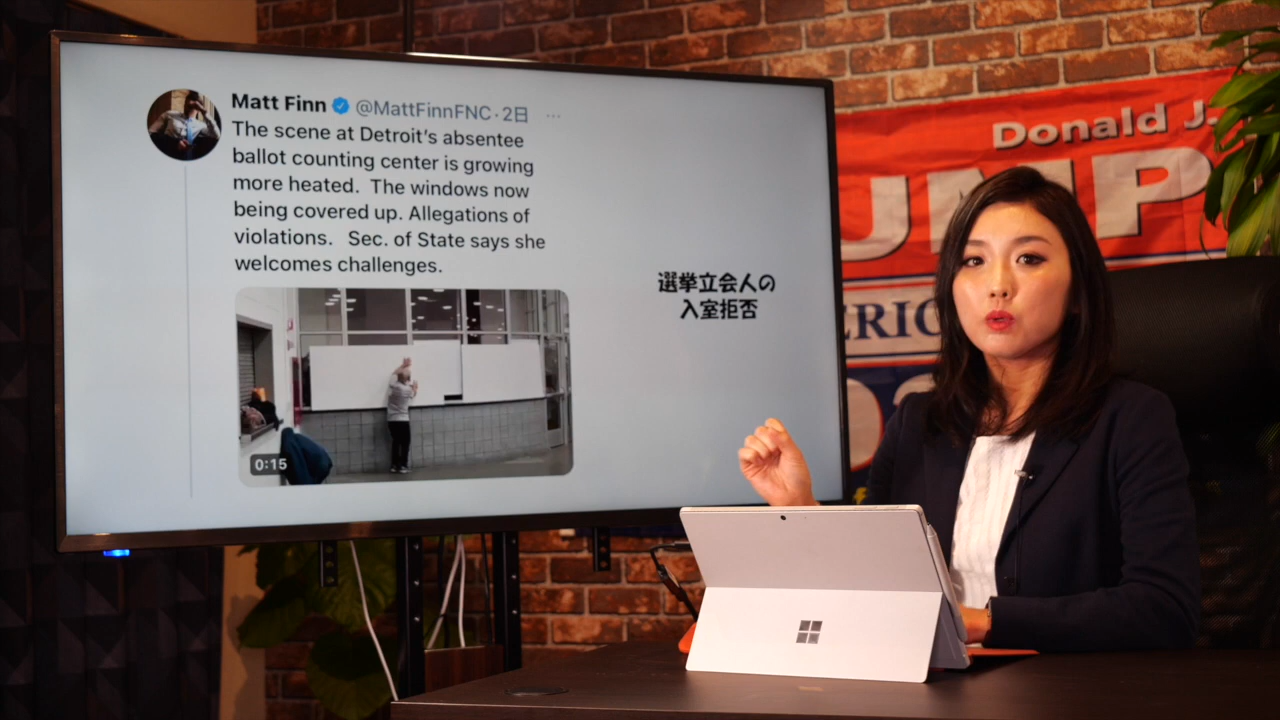 Matt Finn @MattFinnFNC · 2日 ...
The scene at Detroit's absentee
ballot counting center is growing
more heated. The windows now
being covered up. Allegations of
violations. Sec. of State says she
welcomes challenges.
0:15
選挙立会人の
入室拒否
Donald J.
UMP
ERIC